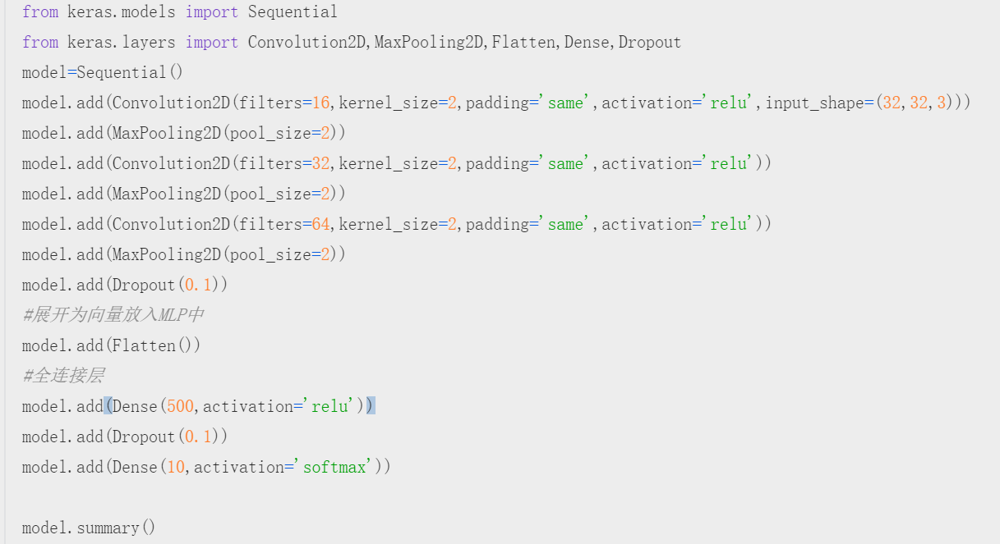 from keras.models import Sequential
from keras.layers import Convolution2D,MaxPooling2D,Flatten,Dense,Dropout
model=Sequential()
model.add(Convolution2D(filters=16,kernel_size=2,padding='same',activation='relu',input_shape=(32,32,3)))
model.add(MaxPooling2D(pool_size=2))
model.add(Convolution2D(filters=32,kernel_size=2,padding='same',activation='relu'))
model.add(MaxPooling2D(pool_size=2))
model.add(Convolution2D(filters=64,kernel_size=2,padding='same',activation='relu'))
model.add(MaxPooling2D(pool_size=2))
model.add(Dropout(0.1))
#展开为向量放入MLP中
model.add(Flatten())
#全连接层
model.add(Dense(500,activation='relu'))
model.add(Dropout(0.1))
model.add(Dense(10,activation='softmax'))
model.summary()